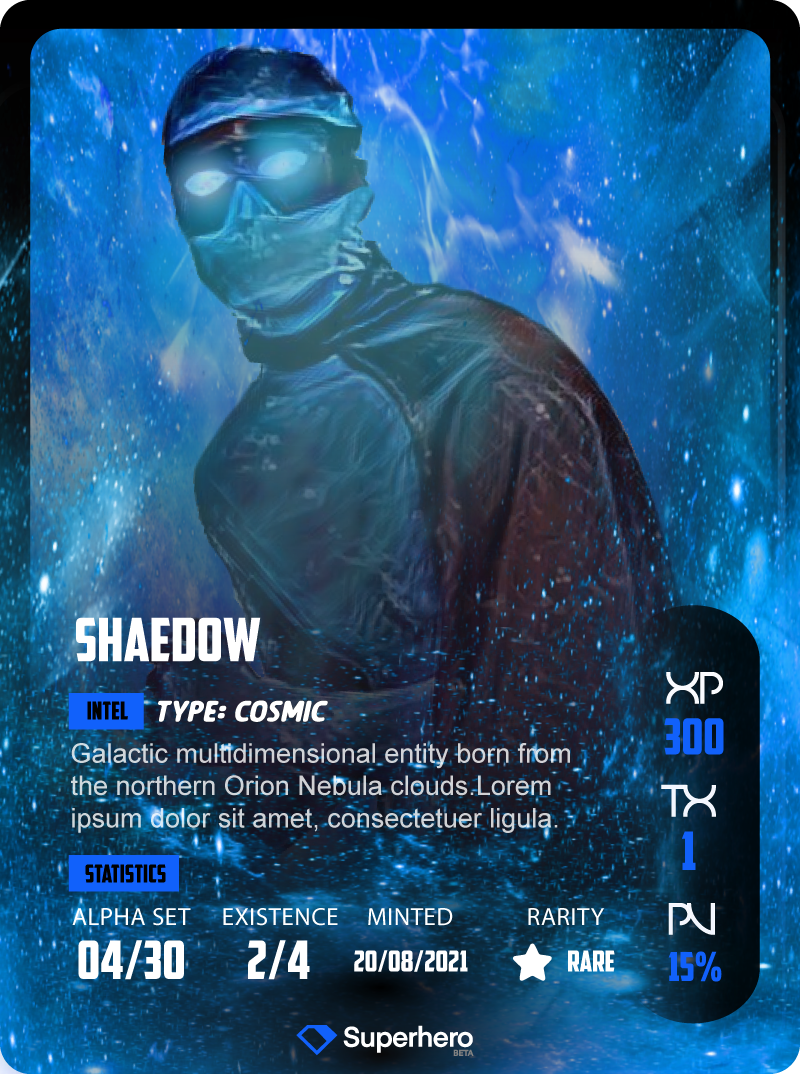 SHAEDOW
INTEL TYPE: COSMIC
Galactic multidimensional entity born from
the northern Orion Nebula clouds.Lorem
ipsum dolor sit amet, consectetuer ligula.
STATISTICS
ALPHA SET EXISTENCE MINTED RARITY
04/30 2/4 20/08/2021 RARE
XP
300
TX
1
PV
15%
Superhero
BETA